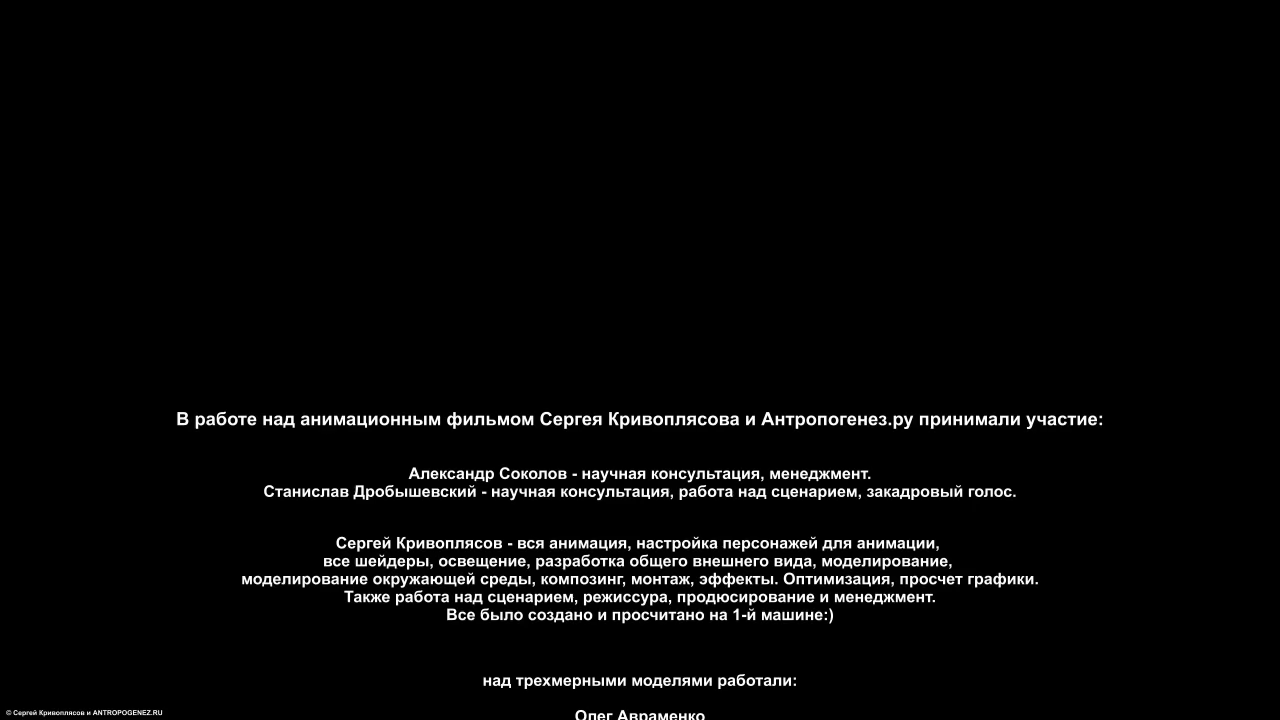 В работе над анимационным фильмом Сергея Кривоплясова и Антропогенез.ру принимали участие:
Александр Соколов - научная консультация, менеджмент.
Станислав Дробышевский - научная консультация, работа над сценарием, закадровый голос.
Сергей Кривоплясов - вся анимация, настройка персонажей для анимации,
все шейдеры, освещение, разработка общего внешнего вида, моделирование,
моделирование окружающей среды, композинг, монтаж, эффекты. Оптимизация, просчет графики.
Также работа над сценарием, режиссура, продюсирование и менеджмент.
Все было создано и просчитано на 1-й машине:)
над трехмерными моделями работали:
Олег Авраменко
© Сергей Кривоплясов и ANTROPOGENEZ.RU